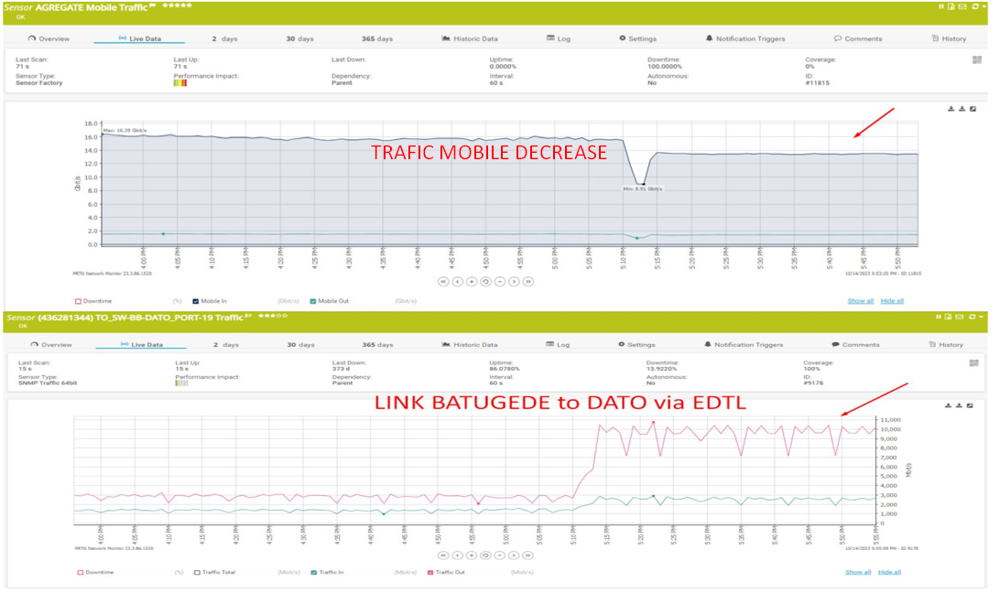 Sensor AGREGATE Mobile Traffic
OK
Overview Live Data 2 days 30 days 365 days Historic Data Log Settings Notification Triggers Comments History
Last Scan: Last Up: Last Down: Uptime: Downtime: Coverage:
71 s 71 s 0.0000% 100.0000% 0%
Sensor Type: Performance Impact: Dependency: Interval: Autonomous: ID:
Sensor Factory Parent 60 s No #11815
18.0
Max: 16.39 Gbit/s
16.0
TRAFIC MOBILE DECREASE
14.0
12.0
10.0
Gbit/s
Min: 8.91 Gbit/s
8.0
6.0
4.0
2.0
0.0
4:00 PM 4:05 PM 4:10 PM 4:15 PM 4:20 PM 4:25 PM 4:30 PM 4:35 PM 4:40 PM 4:45 PM 4:50 PM 4:55 PM 5:00 PM 5:05 PM 5:10 PM 5:15 PM 5:20 PM 5:25 PM 5:30 PM 5:35 PM 5:40 PM 5:45 PM 5:50 PM
PRTG Network Monitor 23.3.86.1520 10/14/2023 5:53:25 PM - ID 11815
Downtime (%) Mobile In (Gbit/s) Mobile Out (Gbit/s) Show all Hide all
Sensor (436281344) TO_SW-BB-DATO_PORT-19 Traffic
OK
Overview Live Data 2 days 30 days 365 days Historic Data Log Settings Notification Triggers Comments History
Last Scan: Last Up: Last Down: Uptime: Downtime: Coverage:
15 s 15 s 373 d 86.0780% 13.9220% 100%
Sensor Type: Performance Impact: Dependency: Interval: Autonomous: ID:
SNMP Traffic 64bit Parent 60 s No #9178
LINK BATUGEDE to DATO via EDTL
11,000
10,000
9,000
8,000
7,000
6,000
Mbit/s
5,000
4,000
3,000
2,000
1,000
0
4:00 PM 4:05 PM 4:10 PM 4:15 PM 4:20 PM 4:25 PM 4:30 PM 4:35 PM 4:40 PM 4:45 PM 4:50 PM 4:55 PM 5:00 PM 5:05 PM 5:10 PM 5:15 PM 5:20 PM 5:25 PM 5:30 PM 5:35 PM 5:40 PM 5:45 PM 5:50 PM 5:55 PM
PRTG Network Monitor 23.3.86.1520 10/14/2023 5:55:09 PM - ID 9178
Downtime (%) Traffic Total (Mbit/s) Traffic In (Mbit/s) Traffic Out (Mbit/s) Show all Hide all